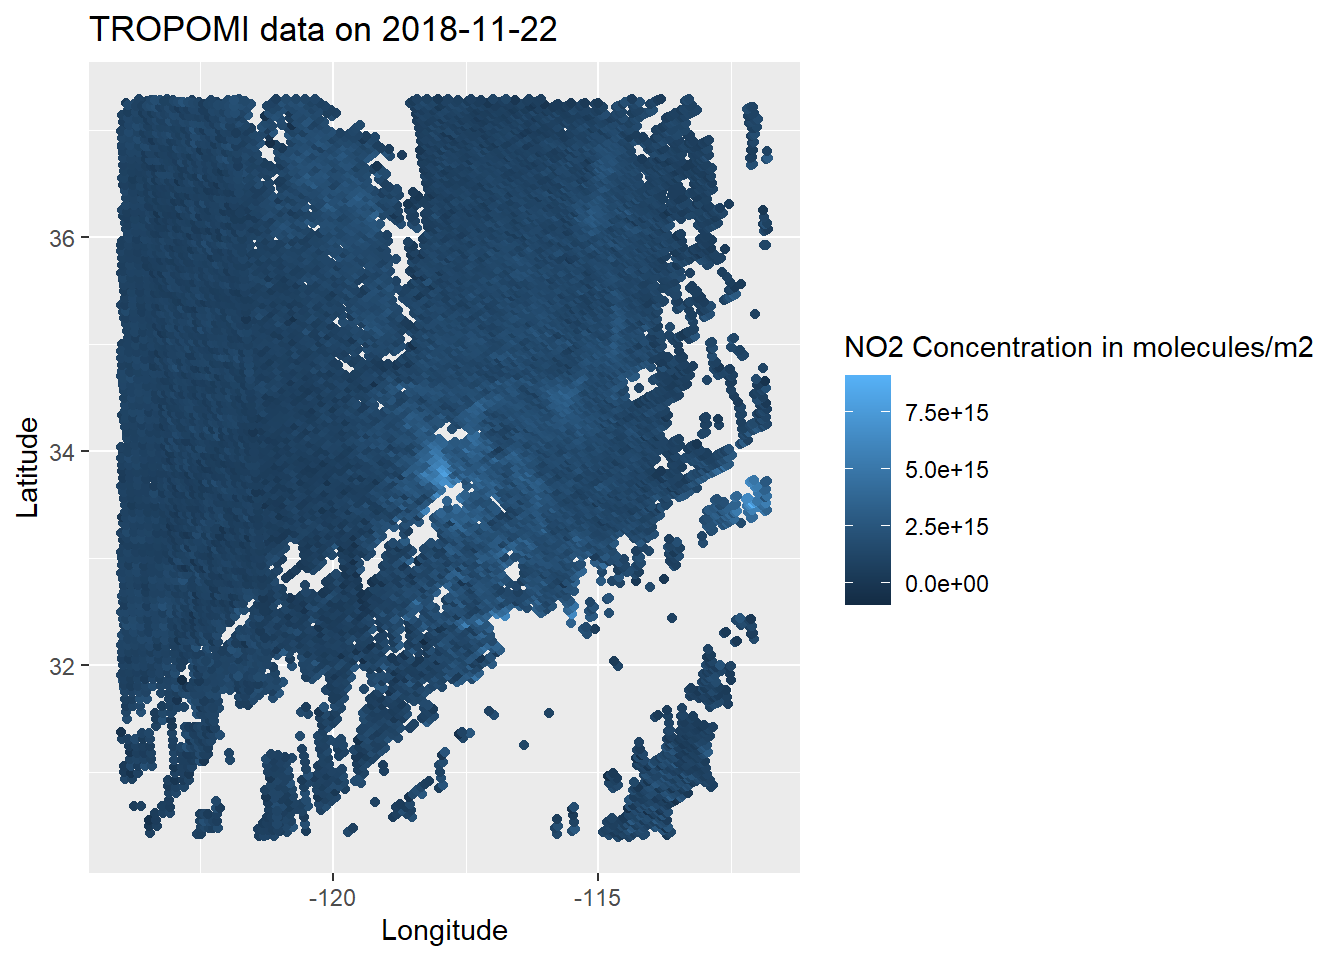 TROPOMI data on 2018-11-22
36
34
32
Latitude
-120
-115
Longitude
NO2 Concentration in molecules/m2
7.5e+15
5.0e+15
2.5e+15
0.0e+00